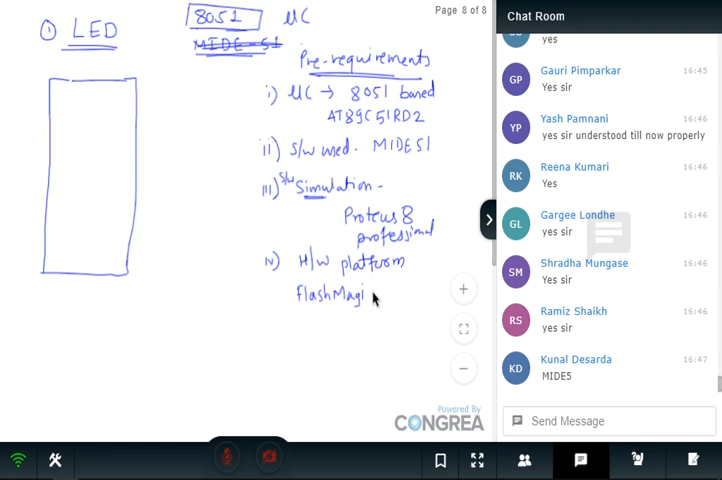 ① LED
8051 UC
MIDE-51
Pre-requirements
i) UC → 8051 based
AT89C51RD2
ii) S/w used. MIDE51
III) S/w Simulation -
Proteus 8
professional
IV) H/w platform
FlashMagi
Page 8 of 8
Powered By
CONGREA
Chat Room
yes
GP Gauri Pimparkar 16:45
Yes sir
YP Yash Pamnani 16:46
yes sir understood till now properly
RK Reena Kumari 16:46
Yes
GL Gargee Londhe 16:46
yes sir
SM Shradha Mungase 16:46
yes sir
RS Ramiz Shaikh 16:46
yes sir
KD Kunal Desarda 16:47
MIDE5
Send Message